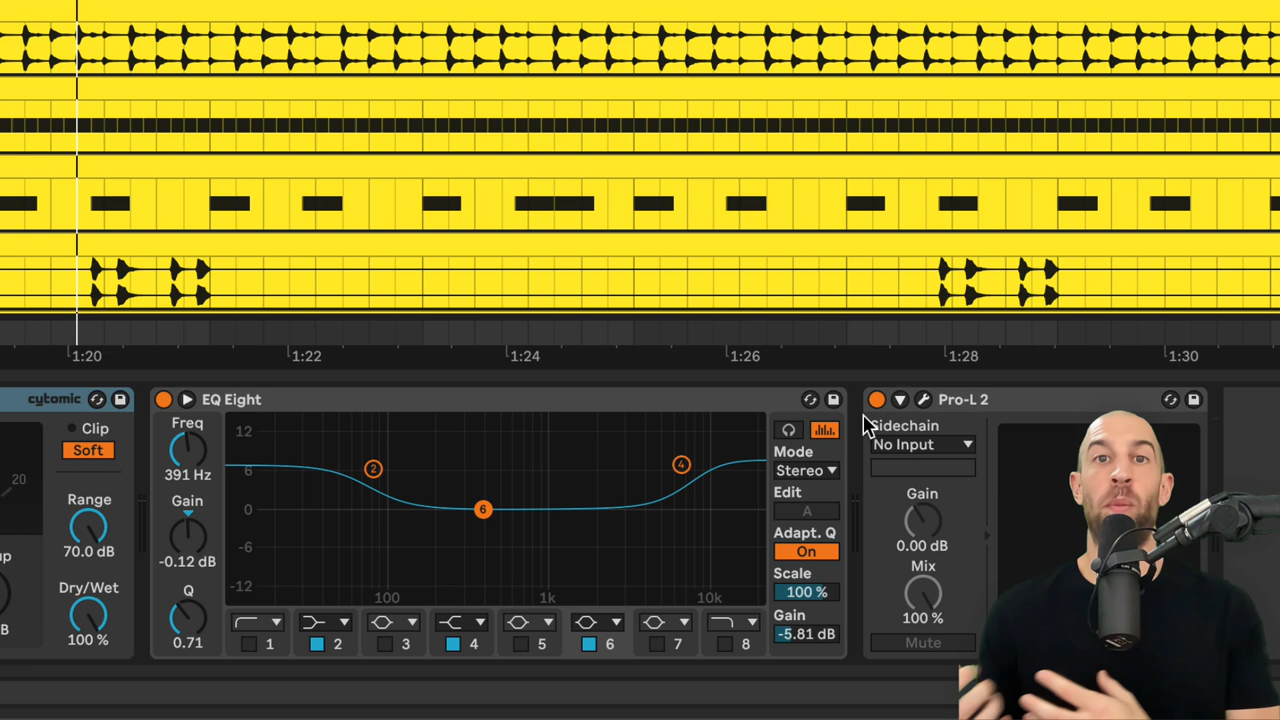 1:20
1:22
1:24
1:26
1:28
1:30
cytomic
Clip
Soft
20
Range
70.0 dB
up
Dry/Wet
100 %
B
EQ Eight
Freq
391 Hz
Gain
-0.12 dB
Q
0.71
12
6
0
-6
-12
100
1k
10k
2
4
6
1
2
3
4
5
6
7
8
Mode
Stereo
Edit
A
Adapt. Q
On
Scale
100 %
Gain
-5.81 dB
Pro-L 2
Sidechain
No Input
Gain
0.00 dB
Mix
100 %
Mute